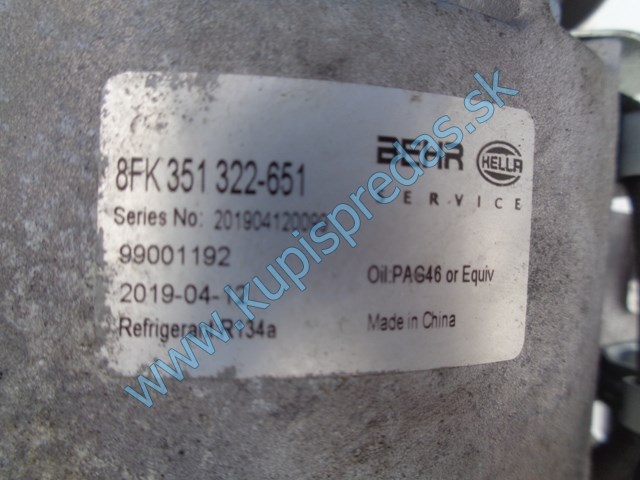 BEHR HELLA
SERVICE
8FK 351 322-651
Series No:
99001192
2019-04-12
Oil:PAG46 or Equiv
Refrigerant:R134a
Made in China
www.kupispredas.sk